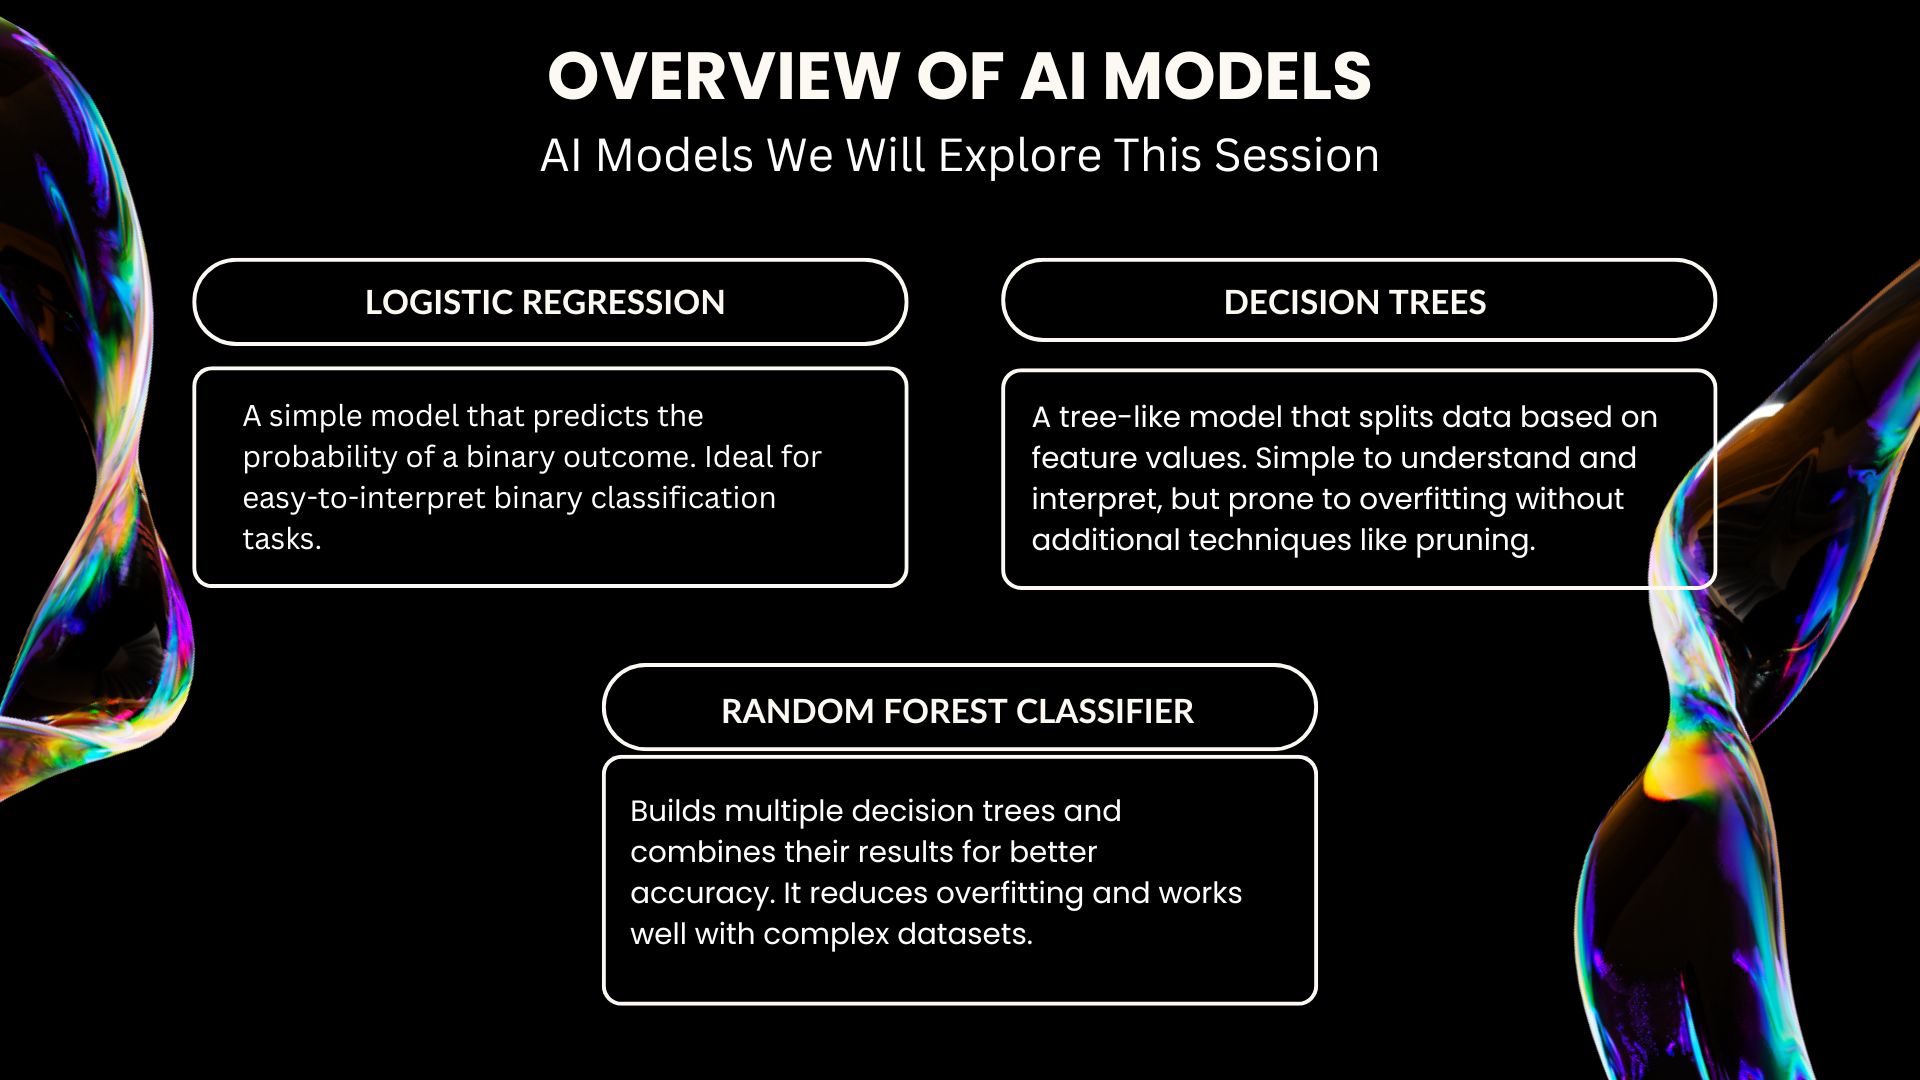 OVERVIEW OF AI MODELS
AI Models We Will Explore This Session
LOGISTIC REGRESSION
A simple model that predicts the
probability of a binary outcome. Ideal for
easy-to-interpret binary classification
tasks.
DECISION TREES
A tree-like model that splits data based on
feature values. Simple to understand and
interpret, but prone to overfitting without
additional techniques like pruning.
RANDOM FOREST CLASSIFIER
Builds multiple decision trees and
combines their results for better
accuracy. It reduces overfitting and works
well with complex datasets.